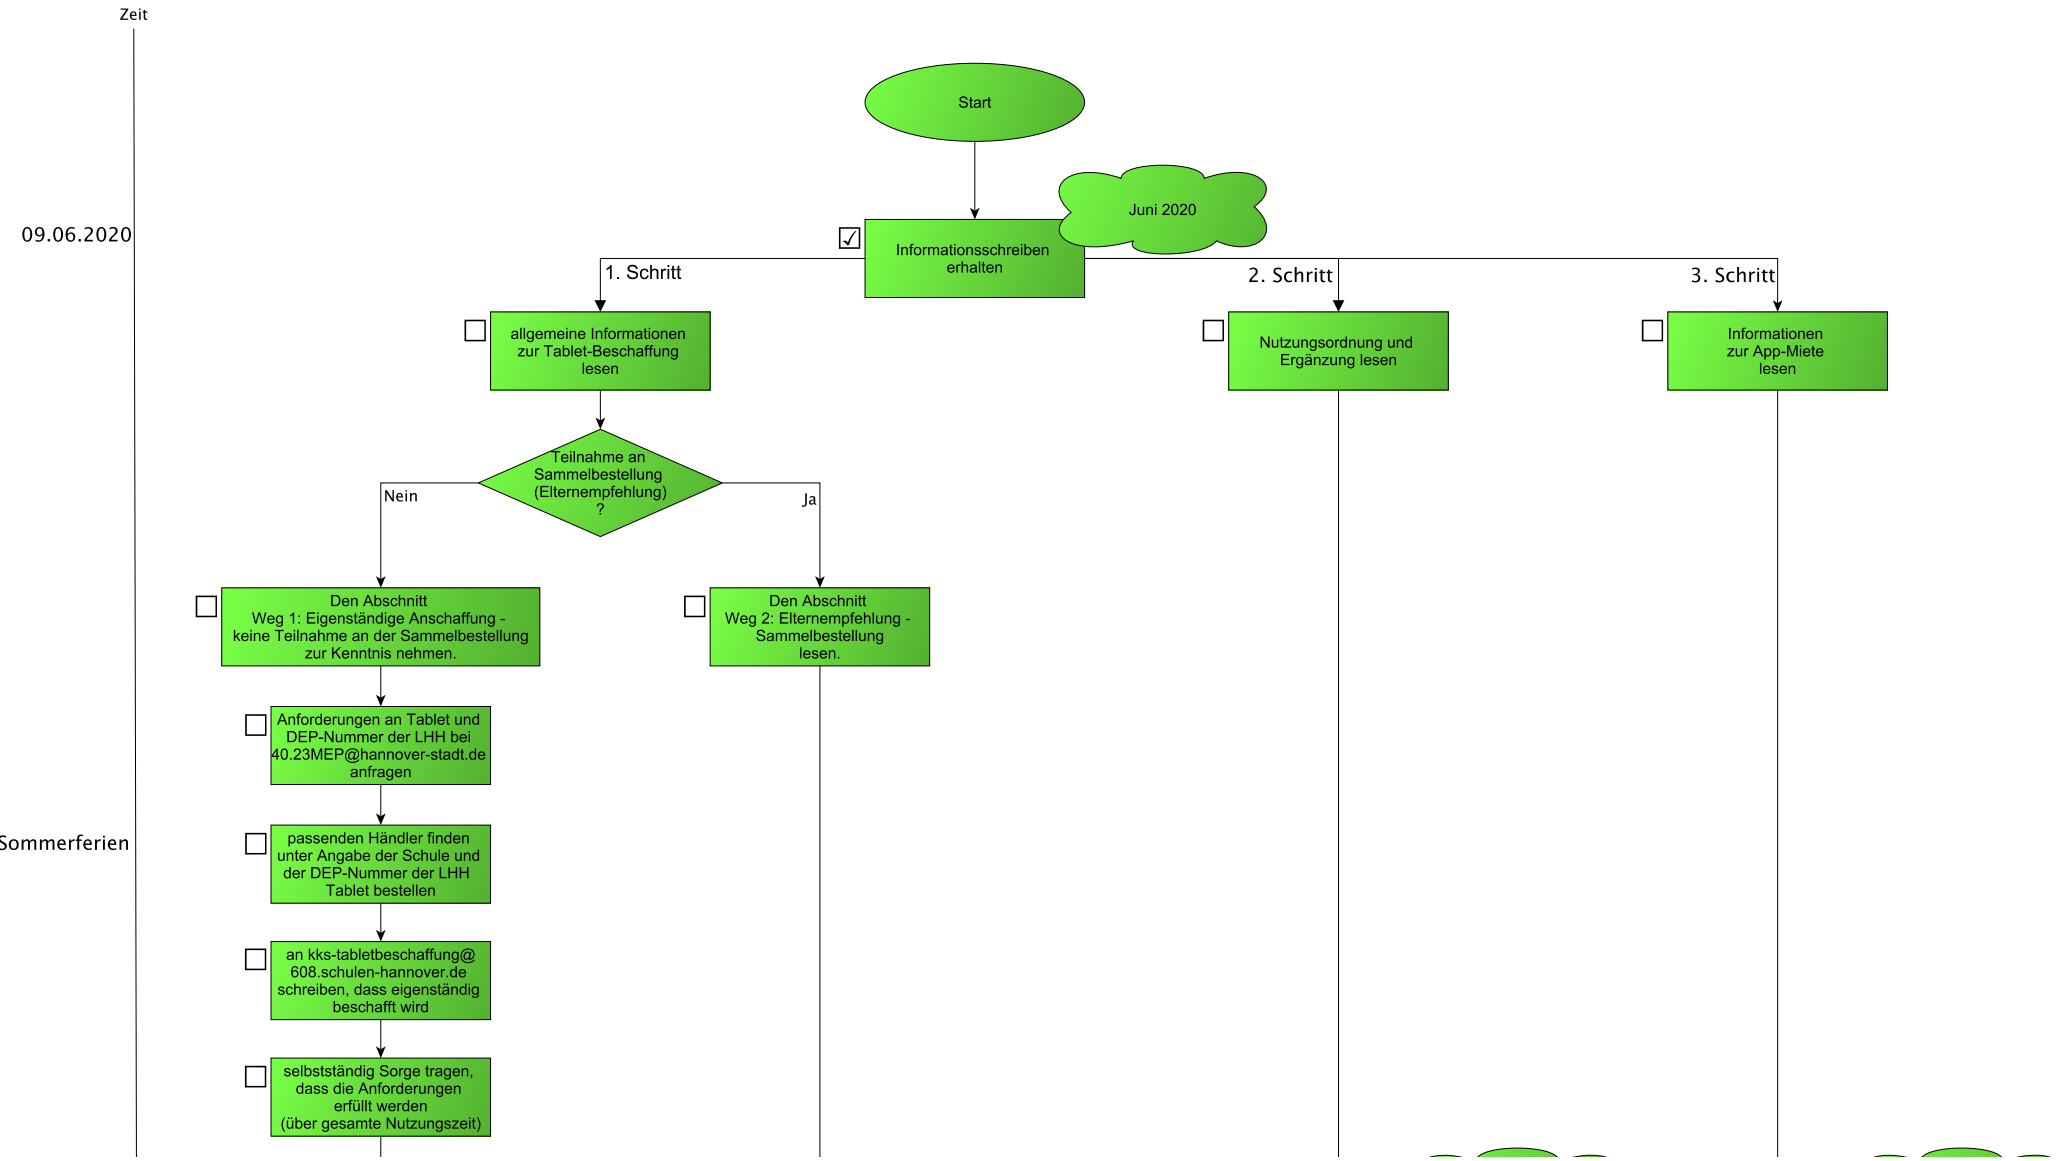 Zeit
Start
Juni 2020
09.06.2020
Informationsschreiben
erhalten
1. Schritt
2. Schritt
3. Schritt
allgemeine Informationen
zur Tablet-Beschaffung
lesen
Nutzungsordnung und
Ergänzung lesen
Informationen
zur App-Miete
lesen
Teilnahme an
Sammelbestellung
(Elternempfehlung)
?
Nein
Ja
Den Abschnitt
Weg 1: Eigenständige Anschaffung -
keine Teilnahme an der Sammelbestellung
zur Kenntnis nehmen.
Den Abschnitt
Weg 2: Elternempfehlung -
Sammelbestellung
lesen.
Anforderungen an Tablet und
DEP-Nummer der LHH bei
40.23MEP@hannover-stadt.de
anfragen
Sommerferien
passenden Händler finden
unter Angabe der Schule und
der DEP-Nummer der LHH
Tablet bestellen
an kks-tabletbeschaffung@
608.schulen-hannover.de
schreiben, dass eigenständig
beschafft wird
selbstständig Sorge tragen,
dass die Anforderungen
erfüllt werden
(über gesamte Nutzungszeit)